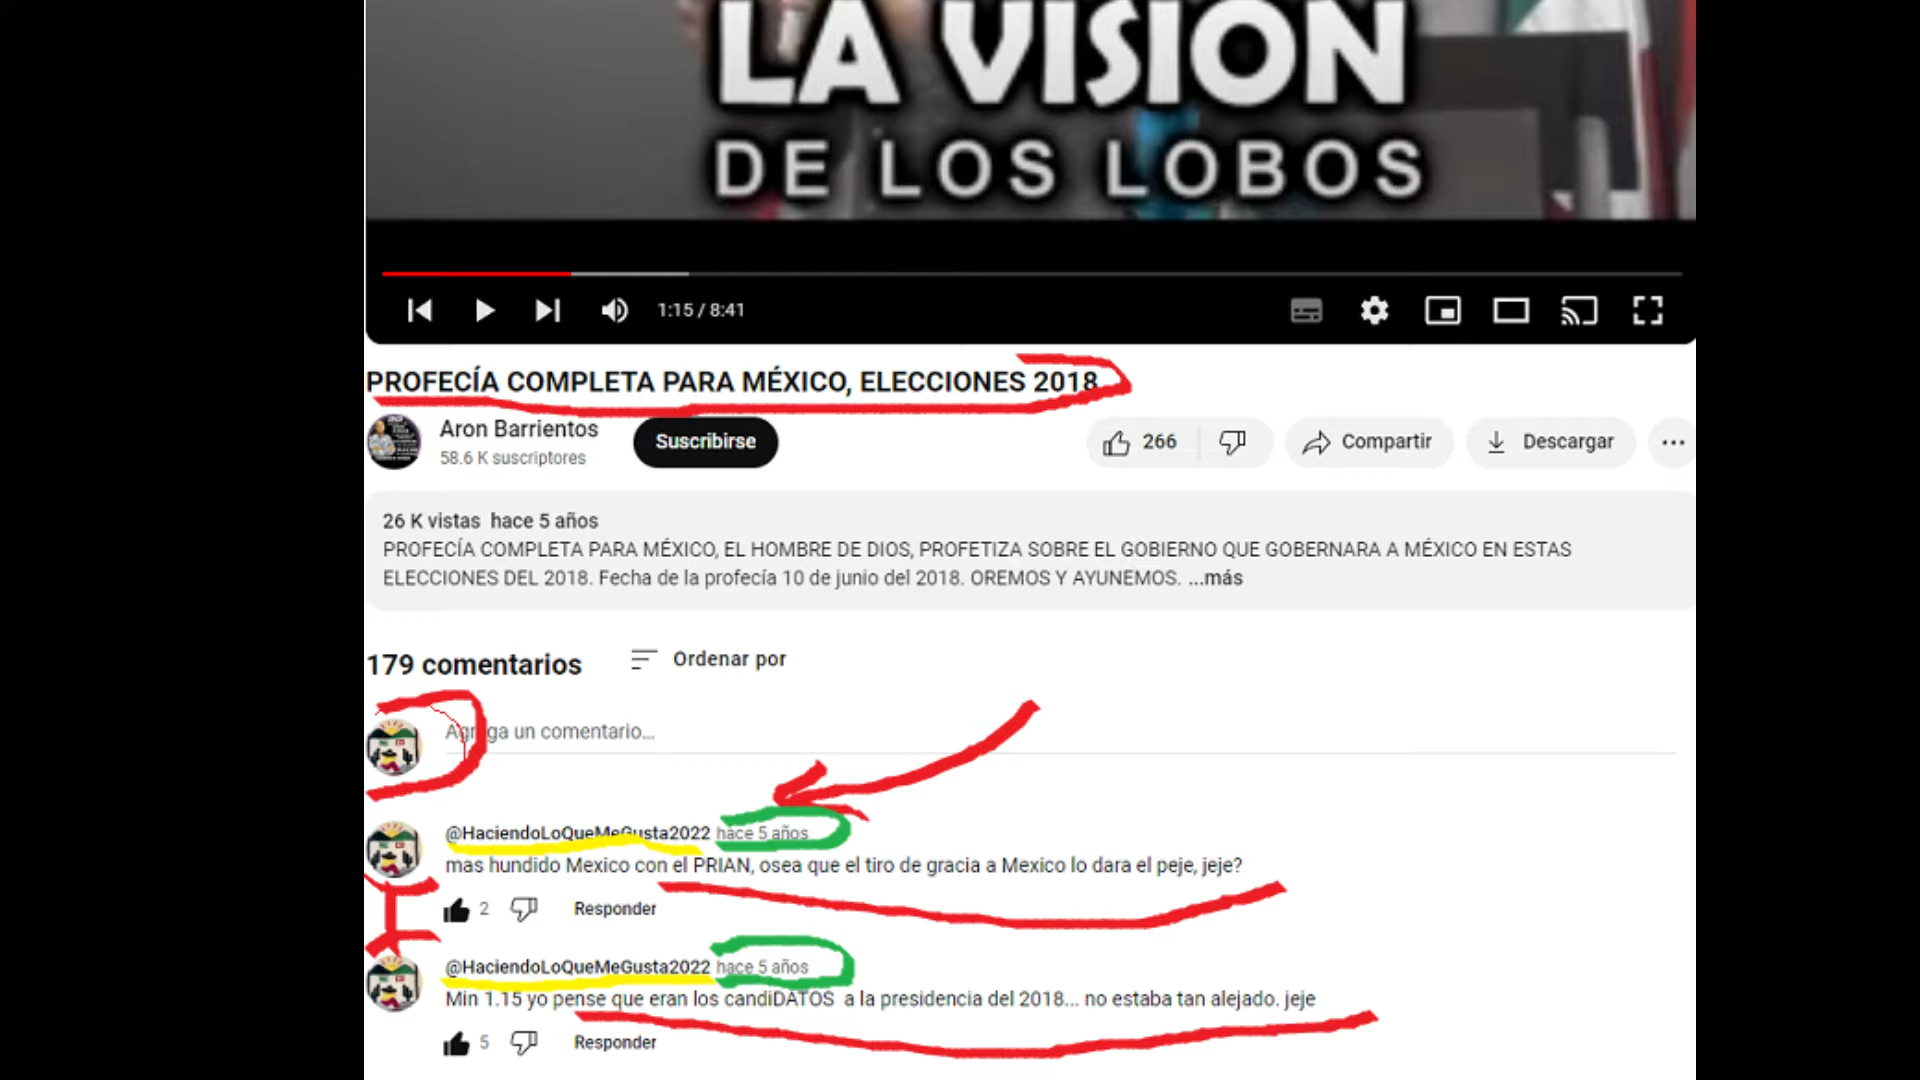 LA VISION
DE LOS LOBOS
1:15 / 8:41
PROFECÍA COMPLETA PARA MÉXICO, ELECCIONES 2018
Aron Barrientos
58.6 K suscriptores
Suscribirse
266
Compartir
Descargar
26 K vistas hace 5 años
PROFECÍA COMPLETA PARA MÉXICO, EL HOMBRE DE DIOS, PROFETIZA SOBRE EL GOBIERNO QUE GOBERNARA A MÉXICO EN ESTAS
ELECCIONES DEL 2018. Fecha de la profecía 10 de junio del 2018. OREMOS Y AYUNEMOS. ...más
179 comentarios
Ordenar por
Agrega un comentario...
@HaciendoLoQueMeGusta2022 hace 5 años
mas hundido Mexico con el PRIAN, osea que el tiro de gracia a Mexico lo dara el peje, jeje?
2
Responder
@HaciendoLoQueMeGusta2022 hace 5 años
Min 1.15 yo pense que eran los candiDATOS a la presidencia del 2018... no estaba tan alejado. jeje
5
Responder